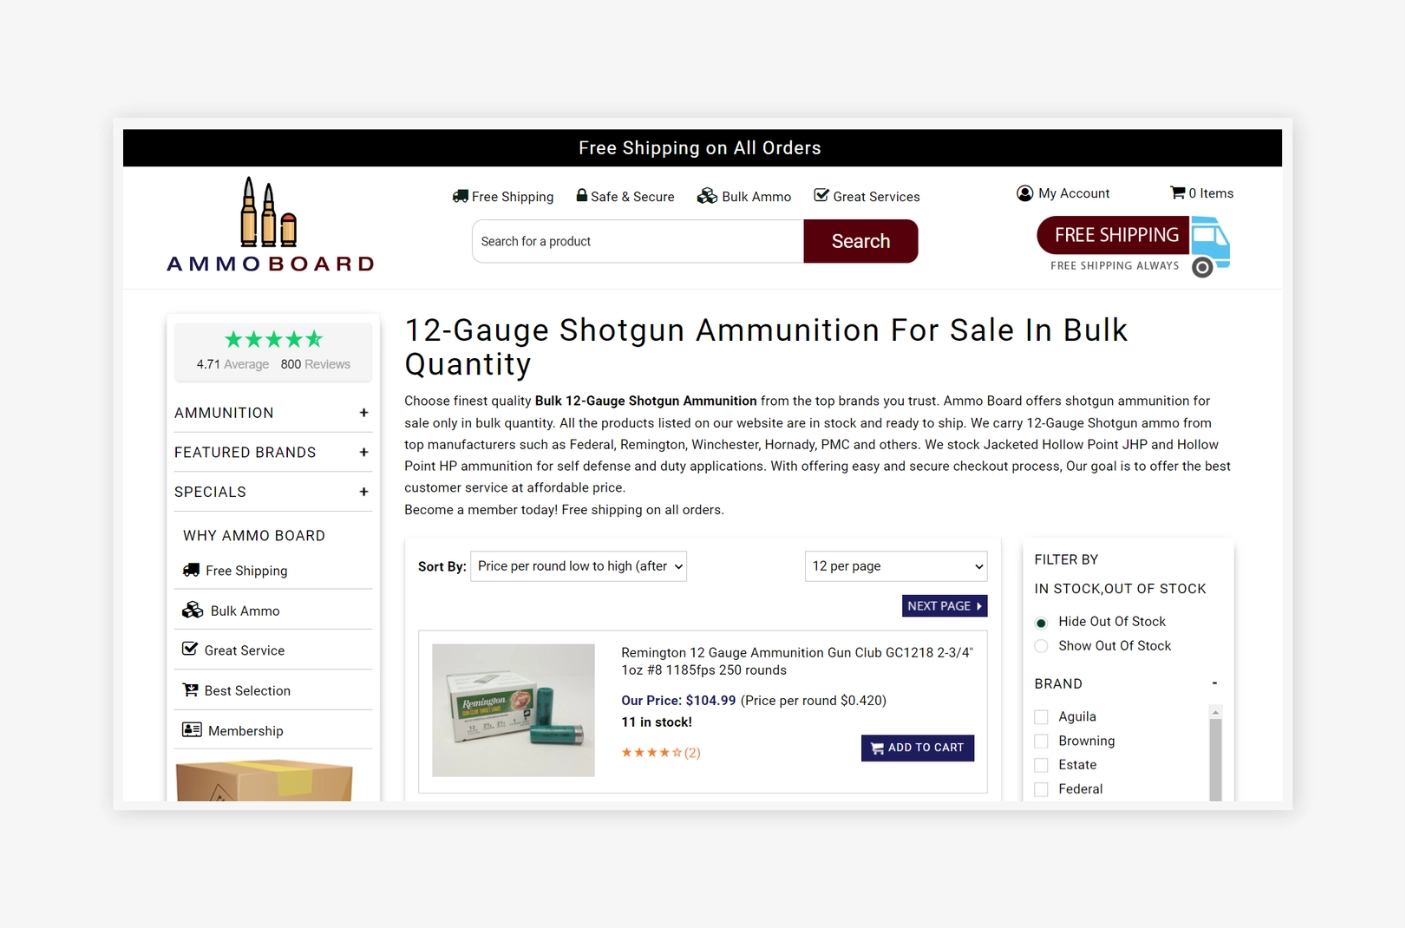 Free Shipping on All Orders
AMMOBOARD
Free Shipping
Safe & Secure
Bulk Ammo
Great Services
Search for a product
Search
My Account
0 Items
FREE SHIPPING
FREE SHIPPING ALWAYS
4.71 Average 800 Reviews
AMMUNITION +
FEATURED BRANDS +
SPECIALS +
WHY AMMO BOARD
Free Shipping
Bulk Ammo
Great Service
Best Selection
Membership
12-Gauge Shotgun Ammunition For Sale In Bulk
Quantity
Choose finest quality Bulk 12-Gauge Shotgun Ammunition from the top brands you trust. Ammo Board offers shotgun ammunition for
sale only in bulk quantity. All the products listed on our website are in stock and ready to ship. We carry 12-Gauge Shotgun ammo from
top manufacturers such as Federal, Remington, Winchester, Hornady, PMC and others. We stock Jacketed Hollow Point JHP and Hollow
Point HP ammunition for self defense and duty applications. With offering easy and secure checkout process, Our goal is to offer the best
customer service at affordable price.
Become a member today! Free shipping on all orders.
Sort By: Price per round low to high (after
12 per page
NEXT PAGE
Remington
Remington 12 Gauge Ammunition Gun Club GC1218 2-3/4"
1oz #8 1185fps 250 rounds
Our Price: $104.99 (Price per round $0.420)
11 in stock!
(2)
ADD TO CART
FILTER BY
IN STOCK,OUT OF STOCK
Hide Out Of Stock
Show Out Of Stock
BRAND -
Aguila
Browning
Estate
Federal